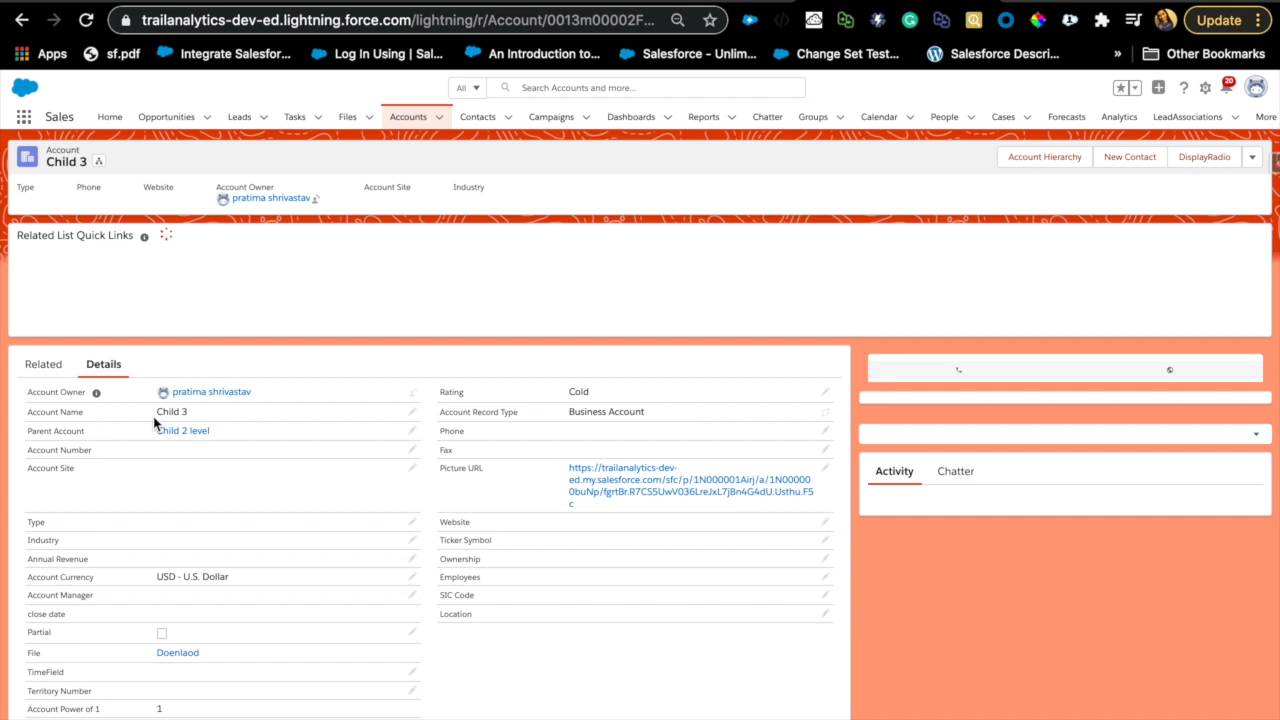 trailanalytics-dev-ed.lightning.force.com/lightning/r/Account/0013m00002F...
Update
Apps
sf.pdf
Integrate Salesfor...
Log In Using | Sal...
An Introduction to...
Salesforce - Unlim...
Change Set Test...
Salesforce Descri...
»
Other Bookmarks
All
Search Accounts and more...
20
Sales
Home
Opportunities
Leads
Tasks
Files
Accounts
Contacts
Campaigns
Dashboards
Reports
Chatter
Groups
Calendar
People
Cases
Forecasts
Analytics
LeadAssociations
More
Account
Child 3
Account Hierarchy
New Contact
DisplayRadio
Type
Phone
Website
Account Owner
Account Site
Industry
pratima shrivastav
Related List Quick Links
Related
Details
Account Owner
pratima shrivastav
Rating
Cold
Account Name
Child 3
Account Record Type
Business Account
Parent Account
Child 2 level
Phone
Account Number
Fax
Account Site
Picture URL
https://trailanalytics-dev-
ed.my.salesforce.com/sfc/p/1N000001Airj/a/1N00000
0buNp/fgrtBr.R7CS5UwV036LreJxL7jBn4G4dU.Usthu.F5
c
Type
Website
Industry
Ticker Symbol
Annual Revenue
Ownership
Account Currency
USD - U.S. Dollar
Employees
Account Manager
SIC Code
close date
Location
Partial
File
Doenlaod
TimeField
Territory Number
Account Power of 1
1
Activity
Chatter